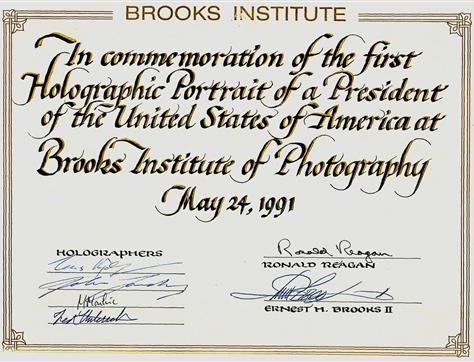 BROOKS INSTITUTE
In commemoration of the first
Holographic Portrait of a President
of the United States of America at
Brooks Institute of Photography
May 24, 1991
HOLOGRAPHERS
Ronald Reagan
RONALD REAGAN
ERNEST H. BROOKS II